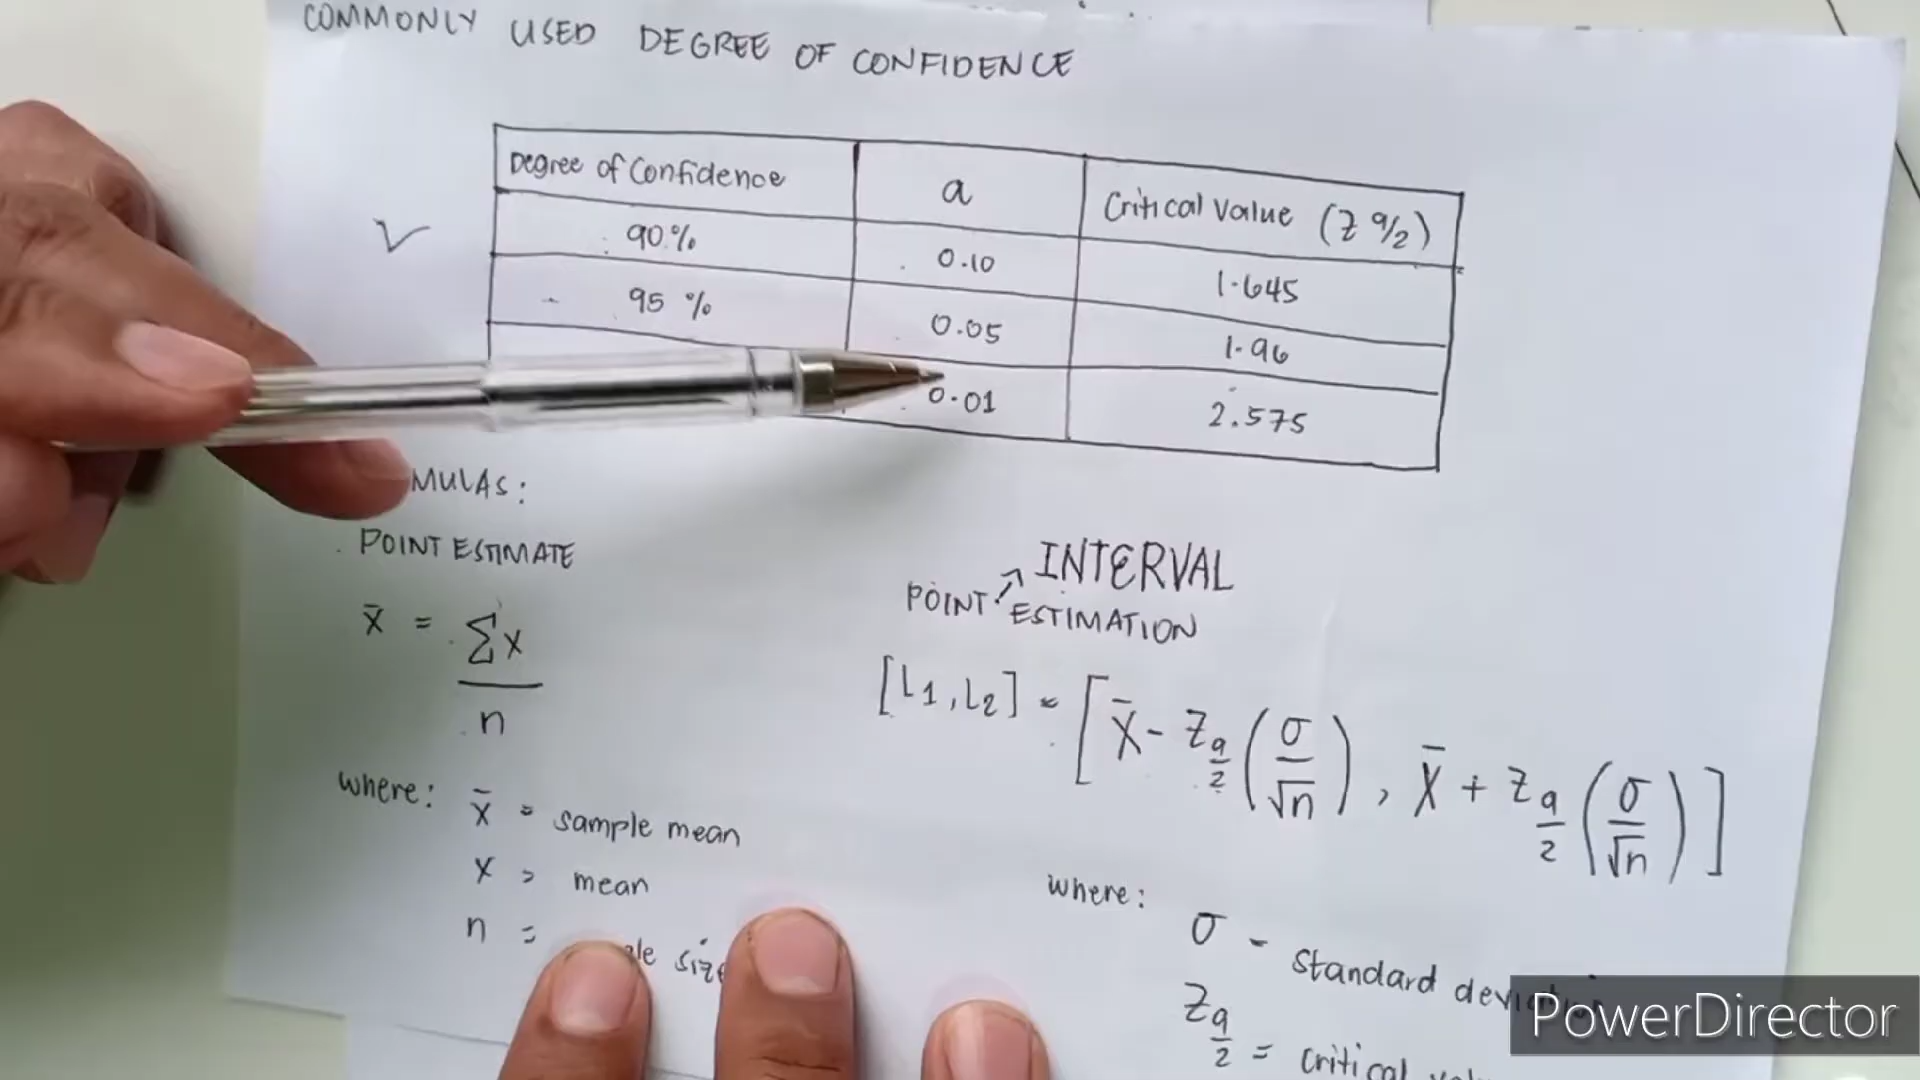 COMMONLY USED DEGREE OF CONFIDENCE
Degree of Confidence a Critical Value (Z a/2)
90% 0.10 1.645
95 % 0.05 1.96
0.01 2.575
MULAS:
POINT ESTIMATE
x̄ = Σx / n
where: x̄ = sample mean
x = mean
n = size
INTERVAL
POINT ESTIMATION
[L1, L2] = [x̄ - Z a/2 (σ/√n), x̄ + Z a/2 (σ/√n)]
where:
σ - standard
Z a/2 = critical
PowerDirector